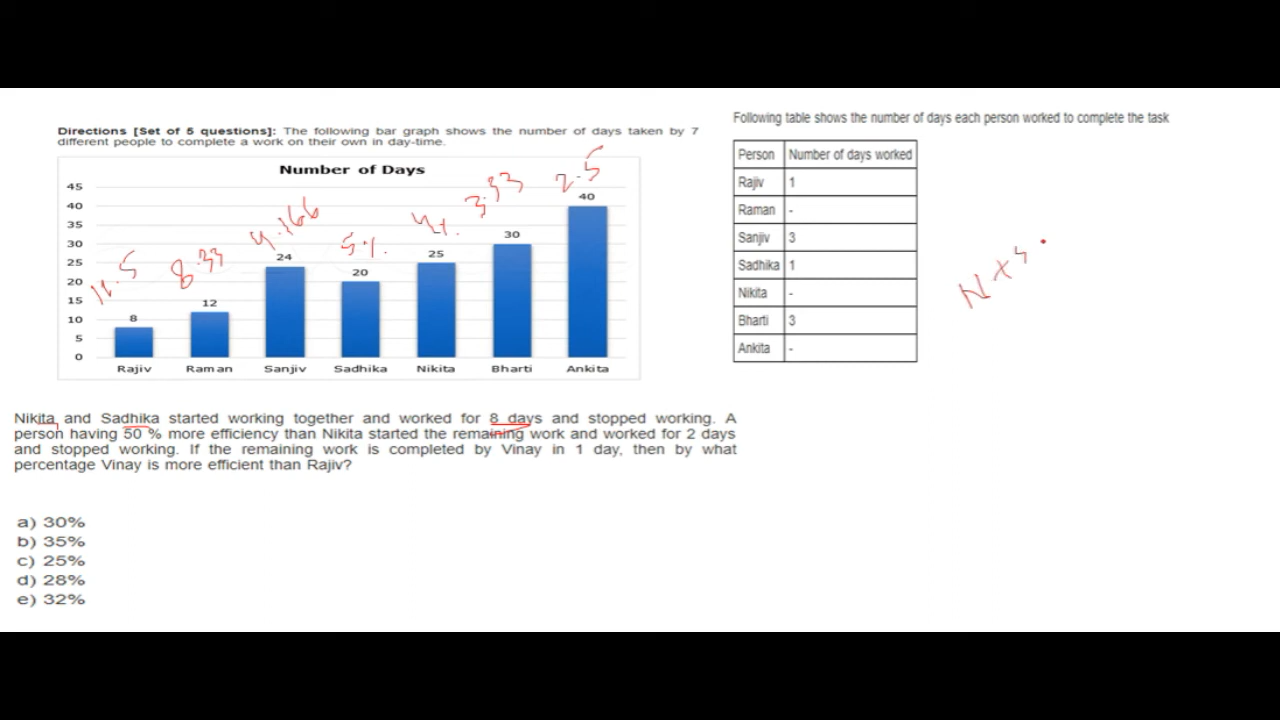 Directions [Set of 5 questions]: The following bar graph shows the number of days taken by 7
different people to complete a work on their own in day-time.
Number of Days
45
40
35
30
25
20
15
10
5
0
8
12
24
20
25
30
40
Rajiv
Raman
Sanjiv
Sadhika
Nikita
Bharti
Ankita
8.33
4.166
5%.
3.33
2.5
Following table shows the number of days each person worked to complete the task
Person Number of days worked
Rajiv 1
Raman -
Sanjiv 3
Sadhika 1
Nikita -
Bharti 3
Ankita -
Nikita and Sadhika started working together and worked for 8 days and stopped working. A
person having 50 % more efficiency than Nikita started the remaining work and worked for 2 days
and stopped working. If the remaining work is completed by Vinay in 1 day, then by what
percentage Vinay is more efficient than Rajiv?
a) 30%
b) 35%
c) 25%
d) 28%
e) 32%